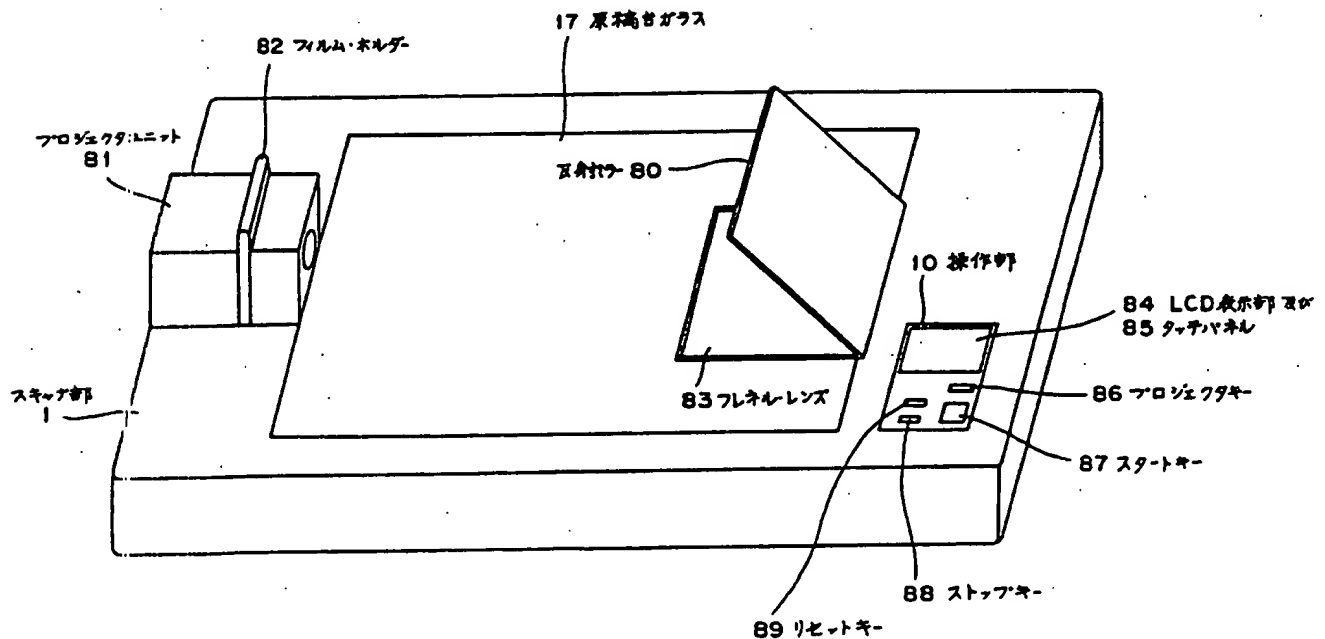 17 原稿台ガラス
82 フィルム・ホルダー
プロジェクタユニット
81
反射ミラー 80
10 操作部
84 LCD表示部 及び
85 タッチパネル
スキャナ部
1
83 フレネル・レンズ
86 プロジェクタキー
87 スタートキー
88 ストップキー
89 リセットキー